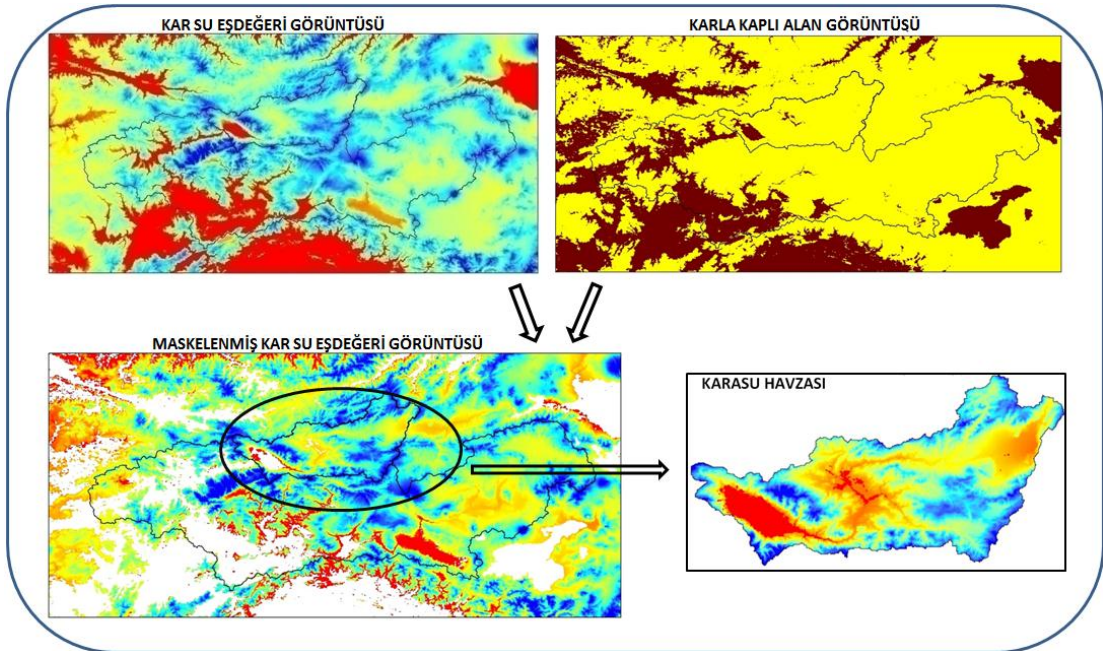 KAR SU EŞDEĞERİ GÖRÜNTÜSÜ
KARLA KAPLI ALAN GÖRÜNTÜSÜ
MASKELENMİŞ KAR SU EŞDEĞERİ GÖRÜNTÜSÜ
KARASU HAVZASI